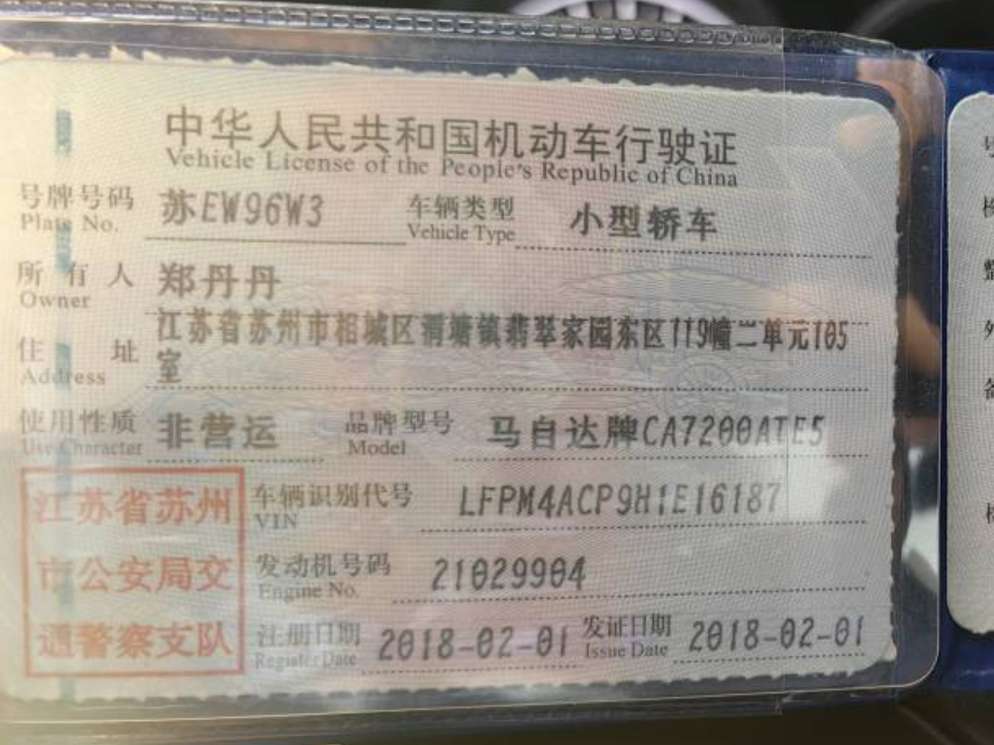 中华人民共和国机动车行驶证
Vehicle License of the People's Republic of China
号牌号码 苏EW96W3 车辆类型 小型轿车
Plate No. Vehicle Type
所有人 郑丹丹
Owner
住址 江苏省苏州市相城区渭塘镇翡翠家园东区119幢二单元105
Address 室
使用性质 非营运 品牌型号 马自达牌CA7200ATE5
Use Character Model
江苏省苏州 车辆识别代号 LFPM4ACP9H1E16187
VIN
市公安局交 发动机号码 21029904
Engine No.
通警察支队 注册日期 2018-02-01 发证日期 2018-02-01
Register Date Issue Date